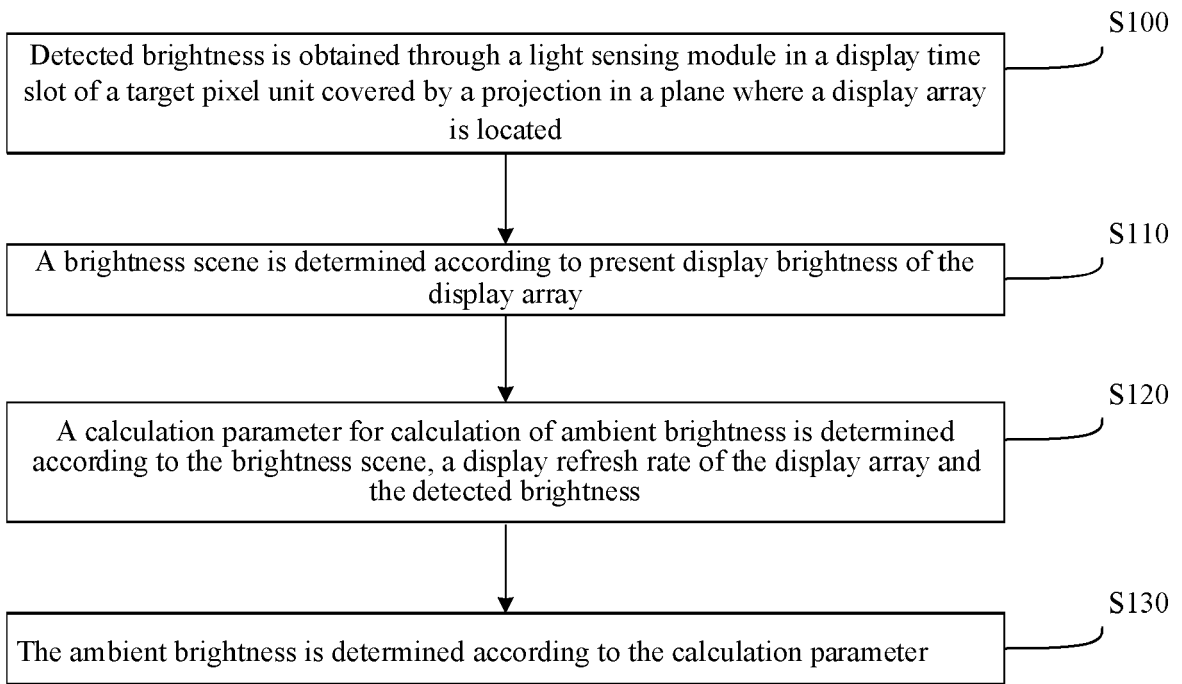 S100
Detected brightness is obtained through a light sensing module in a display time
slot of a target pixel unit covered by a projection in a plane where a display array
is located
S110
A brightness scene is determined according to present display brightness of the
display array
S120
A calculation parameter for calculation of ambient brightness is determined
according to the brightness scene, a display refresh rate of the display array and
the detected brightness
S130
The ambient brightness is determined according to the calculation parameter